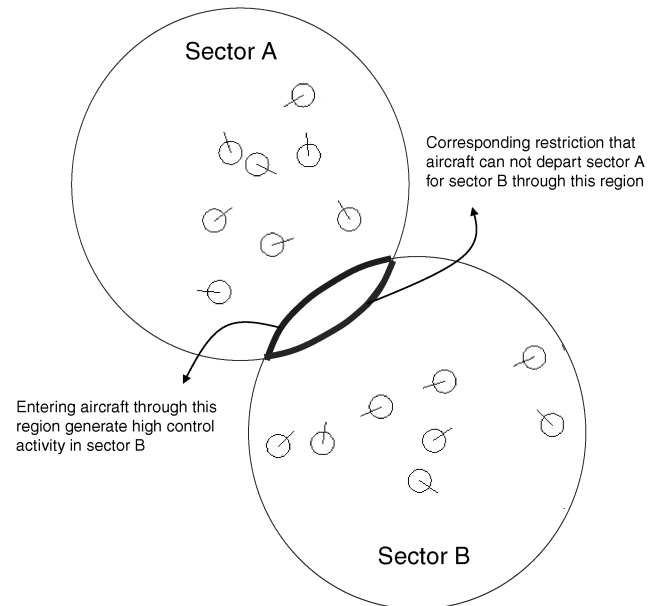 Sector A
Corresponding restriction that
aircraft can not depart sector A
for sector B through this region
Entering aircraft through this
region generate high control
activity in sector B
Sector B